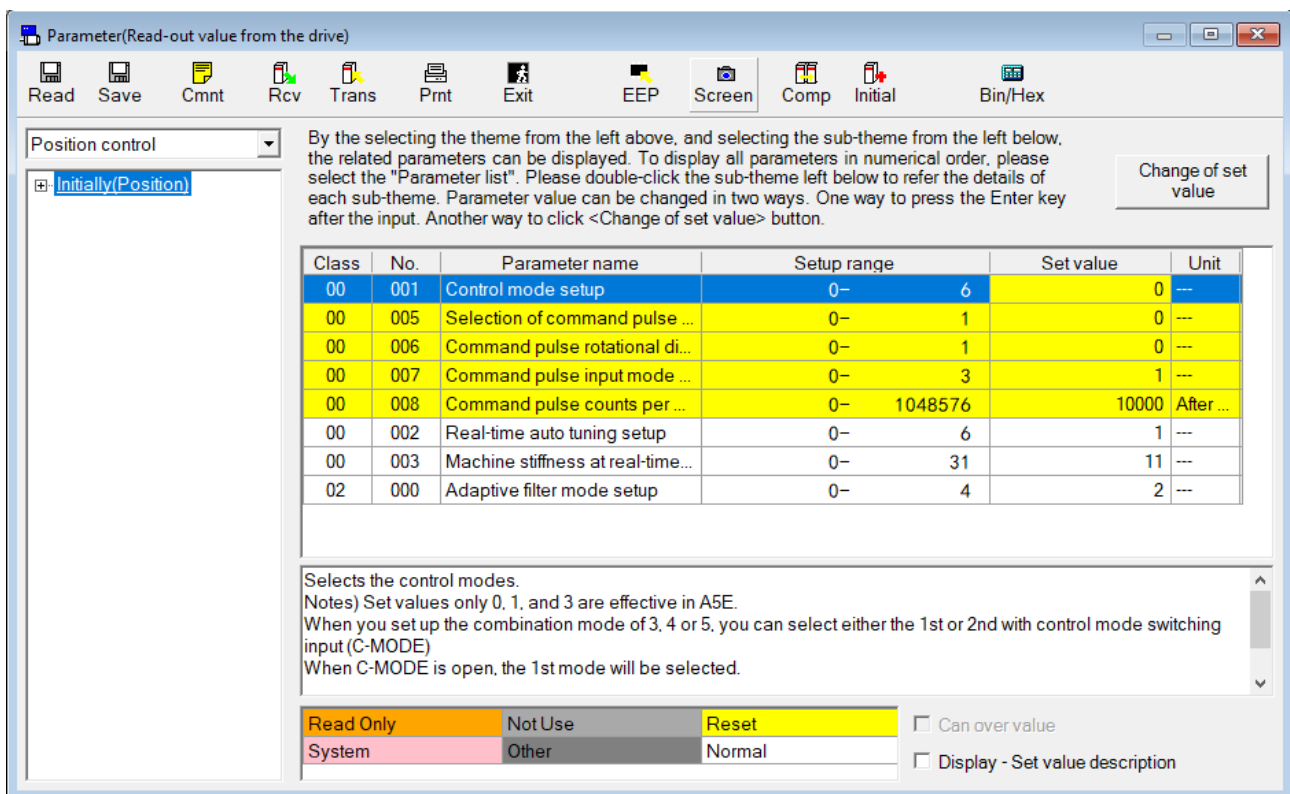 Parameter(Read-out value from the drive)
Read Save Cmnt Rcv Trans Prnt Exit EEP Screen Comp Initial Bin/Hex
Position control
Initially(Position)
By the selecting the theme from the left above, and selecting the sub-theme from the left below,
the related parameters can be displayed. To display all parameters in numerical order, please
select the "Parameter list". Please double-click the sub-theme left below to refer the details of
each sub-theme. Parameter value can be changed in two ways. One way to press the Enter key
after the input. Another way to click <Change of set value> button.
Change of set
value
Class No. Parameter name Setup range Set value Unit
00 001 Control mode setup 0– 6 0 ---
00 005 Selection of command pulse ... 0– 1 0 ---
00 006 Command pulse rotational di... 0– 1 0 ---
00 007 Command pulse input mode ... 0– 3 1 ---
00 008 Command pulse counts per ... 0– 1048576 10000 After ...
00 002 Real-time auto tuning setup 0– 6 1 ---
00 003 Machine stiffness at real-time... 0– 31 11 ---
02 000 Adaptive filter mode setup 0– 4 2 ---
Selects the control modes.
Notes) Set values only 0, 1, and 3 are effective in A5E.
When you set up the combination mode of 3, 4 or 5, you can select either the 1st or 2nd with control mode switching
input (C-MODE)
When C-MODE is open, the 1st mode will be selected.
Read Only Not Use Reset
System Other Normal
Can over value
Display - Set value description